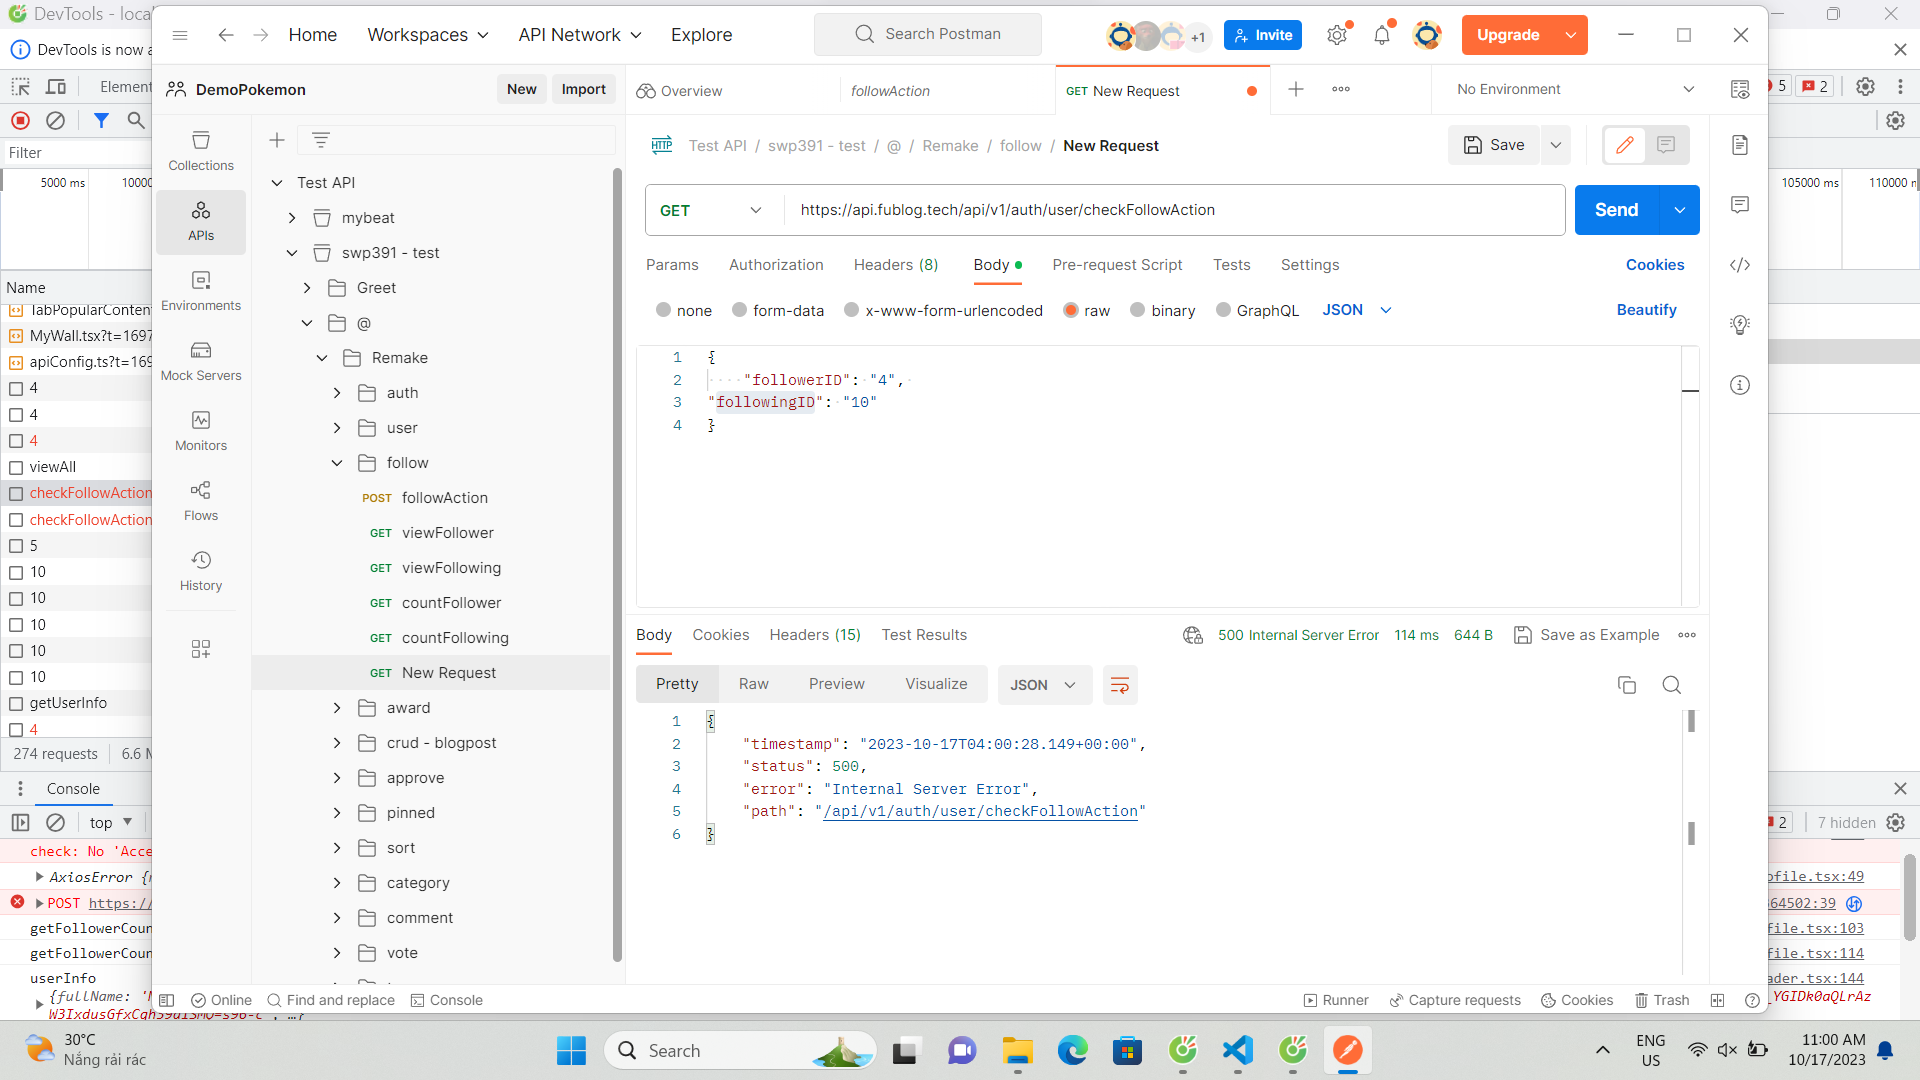 DevTools - loca
DevTools is now a
Element
5
2
Filter
5000 ms
10000
105000 ms
110000 m
Name
TabPopularConten
MyWall.tsx?t=1697
apiConfig.ts?t=169
4
4
4
viewAll
checkFollowAction
checkFollowAction
5
10
10
10
10
10
getUserInfo
4
274 requests
6.6 M
Console
top
2
7 hidden
check: No 'Acce
AxiosError {
ofile.tsx:49
POST https://
364502:39
getFollowerCoun
file.tsx:103
getFollowerCoun
file.tsx:114
userInfo
ader.tsx:144
{fullName: 'N
_YGIDk0aQLrAz
Home
Workspaces
API Network
Explore
Search Postman
+1
Invite
Upgrade
DemoPokemon
New
Import
Overview
followAction
GET New Request
No Environment
Collections
APIs
Environments
Mock Servers
Monitors
Flows
History
Test API
mybeat
swp391 - test
Greet
@
Remake
auth
user
follow
POST followAction
GET viewFollower
GET viewFollowing
GET countFollower
GET countFollowing
GET New Request
award
crud - blogpost
approve
pinned
sort
category
comment
vote
HTTP
Test API / swp391 - test / @ / Remake / follow / New Request
Save
GET
https://api.fublog.tech/api/v1/auth/user/checkFollowAction
Send
Params
Authorization
Headers (8)
Body
Pre-request Script
Tests
Settings
Cookies
none
form-data
x-www-form-urlencoded
raw
binary
GraphQL
JSON
Beautify
1 {
2 "followerID": "4",
3 "followingID": "10"
4 }
Body
Cookies
Headers (15)
Test Results
500 Internal Server Error
114 ms
644 B
Save as Example
Pretty
Raw
Preview
Visualize
JSON
1 {
2 "timestamp": "2023-10-17T04:00:28.149+00:00",
3 "status": 500,
4 "error": "Internal Server Error",
5 "path": "/api/v1/auth/user/checkFollowAction"
6 }
Online
Find and replace
Console
Runner
Capture requests
Cookies
Trash
30°C
Nắng rải rác
Search
ENG
US
11:00 AM
10/17/2023